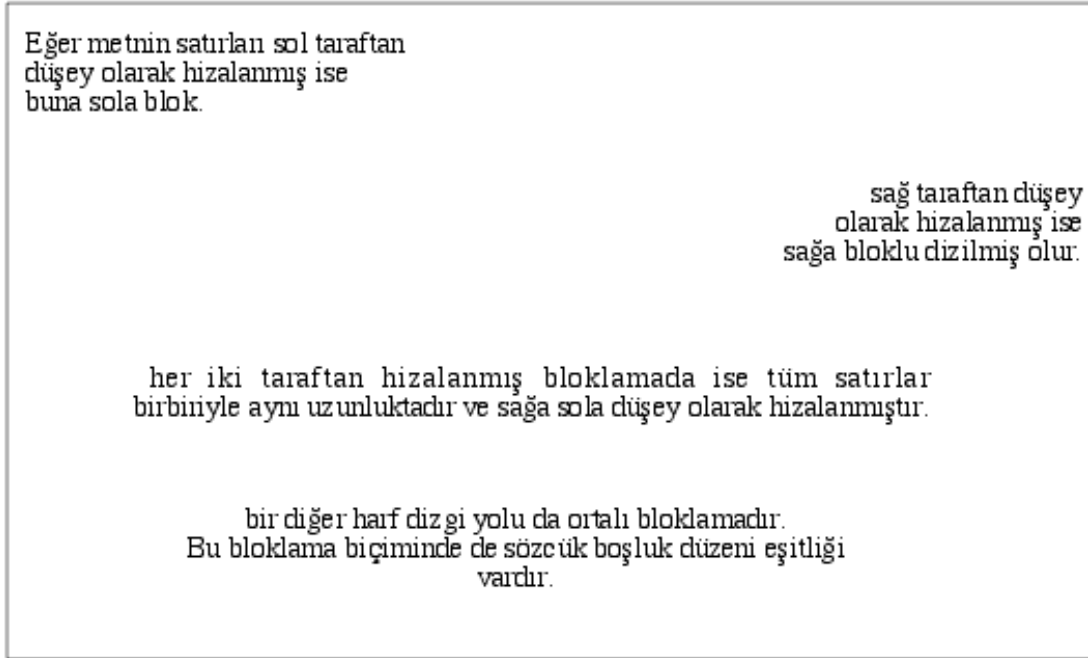 Eğer metnin satırları sol taraftan
düşey olarak hizalanmış ise
buna sola blok.
sağ taraftan düşey
olarak hizalanmış ise
sağa bloklu dizilmiş olur.
her iki taraftan hizalanmış bloklamada ise tüm satırlar
birbiriyle aynı uzunluktadır ve sağa sola düşey olarak hizalanmıştır.
bir diğer harf dizgi yolu da ortalı bloklamadır.
Bu bloklama biçiminde de sözcük boşluk düzeni eşitliği
vardır.